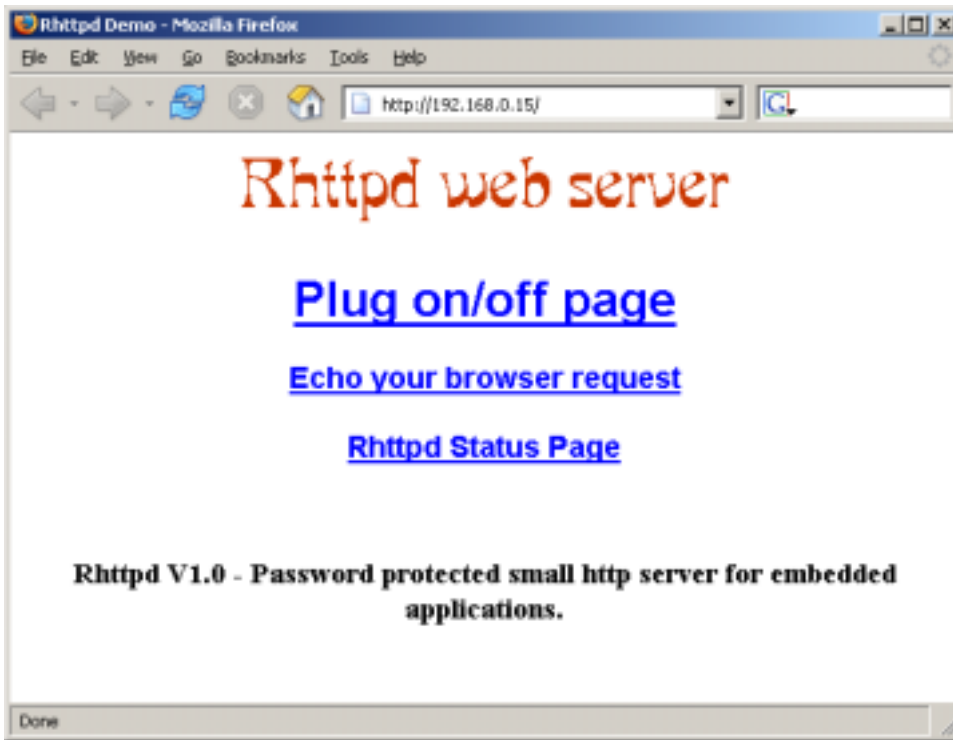 Rhttpd Demo - Mozilla Firefox
File Edit View Go Bookmarks Tools Help
http://192.168.0.15/
G
Rhttpd web server
Plug on/off page
Echo your browser request
Rhttpd Status Page
Rhttpd V1.0 - Password protected small http server for embedded
applications.
Done